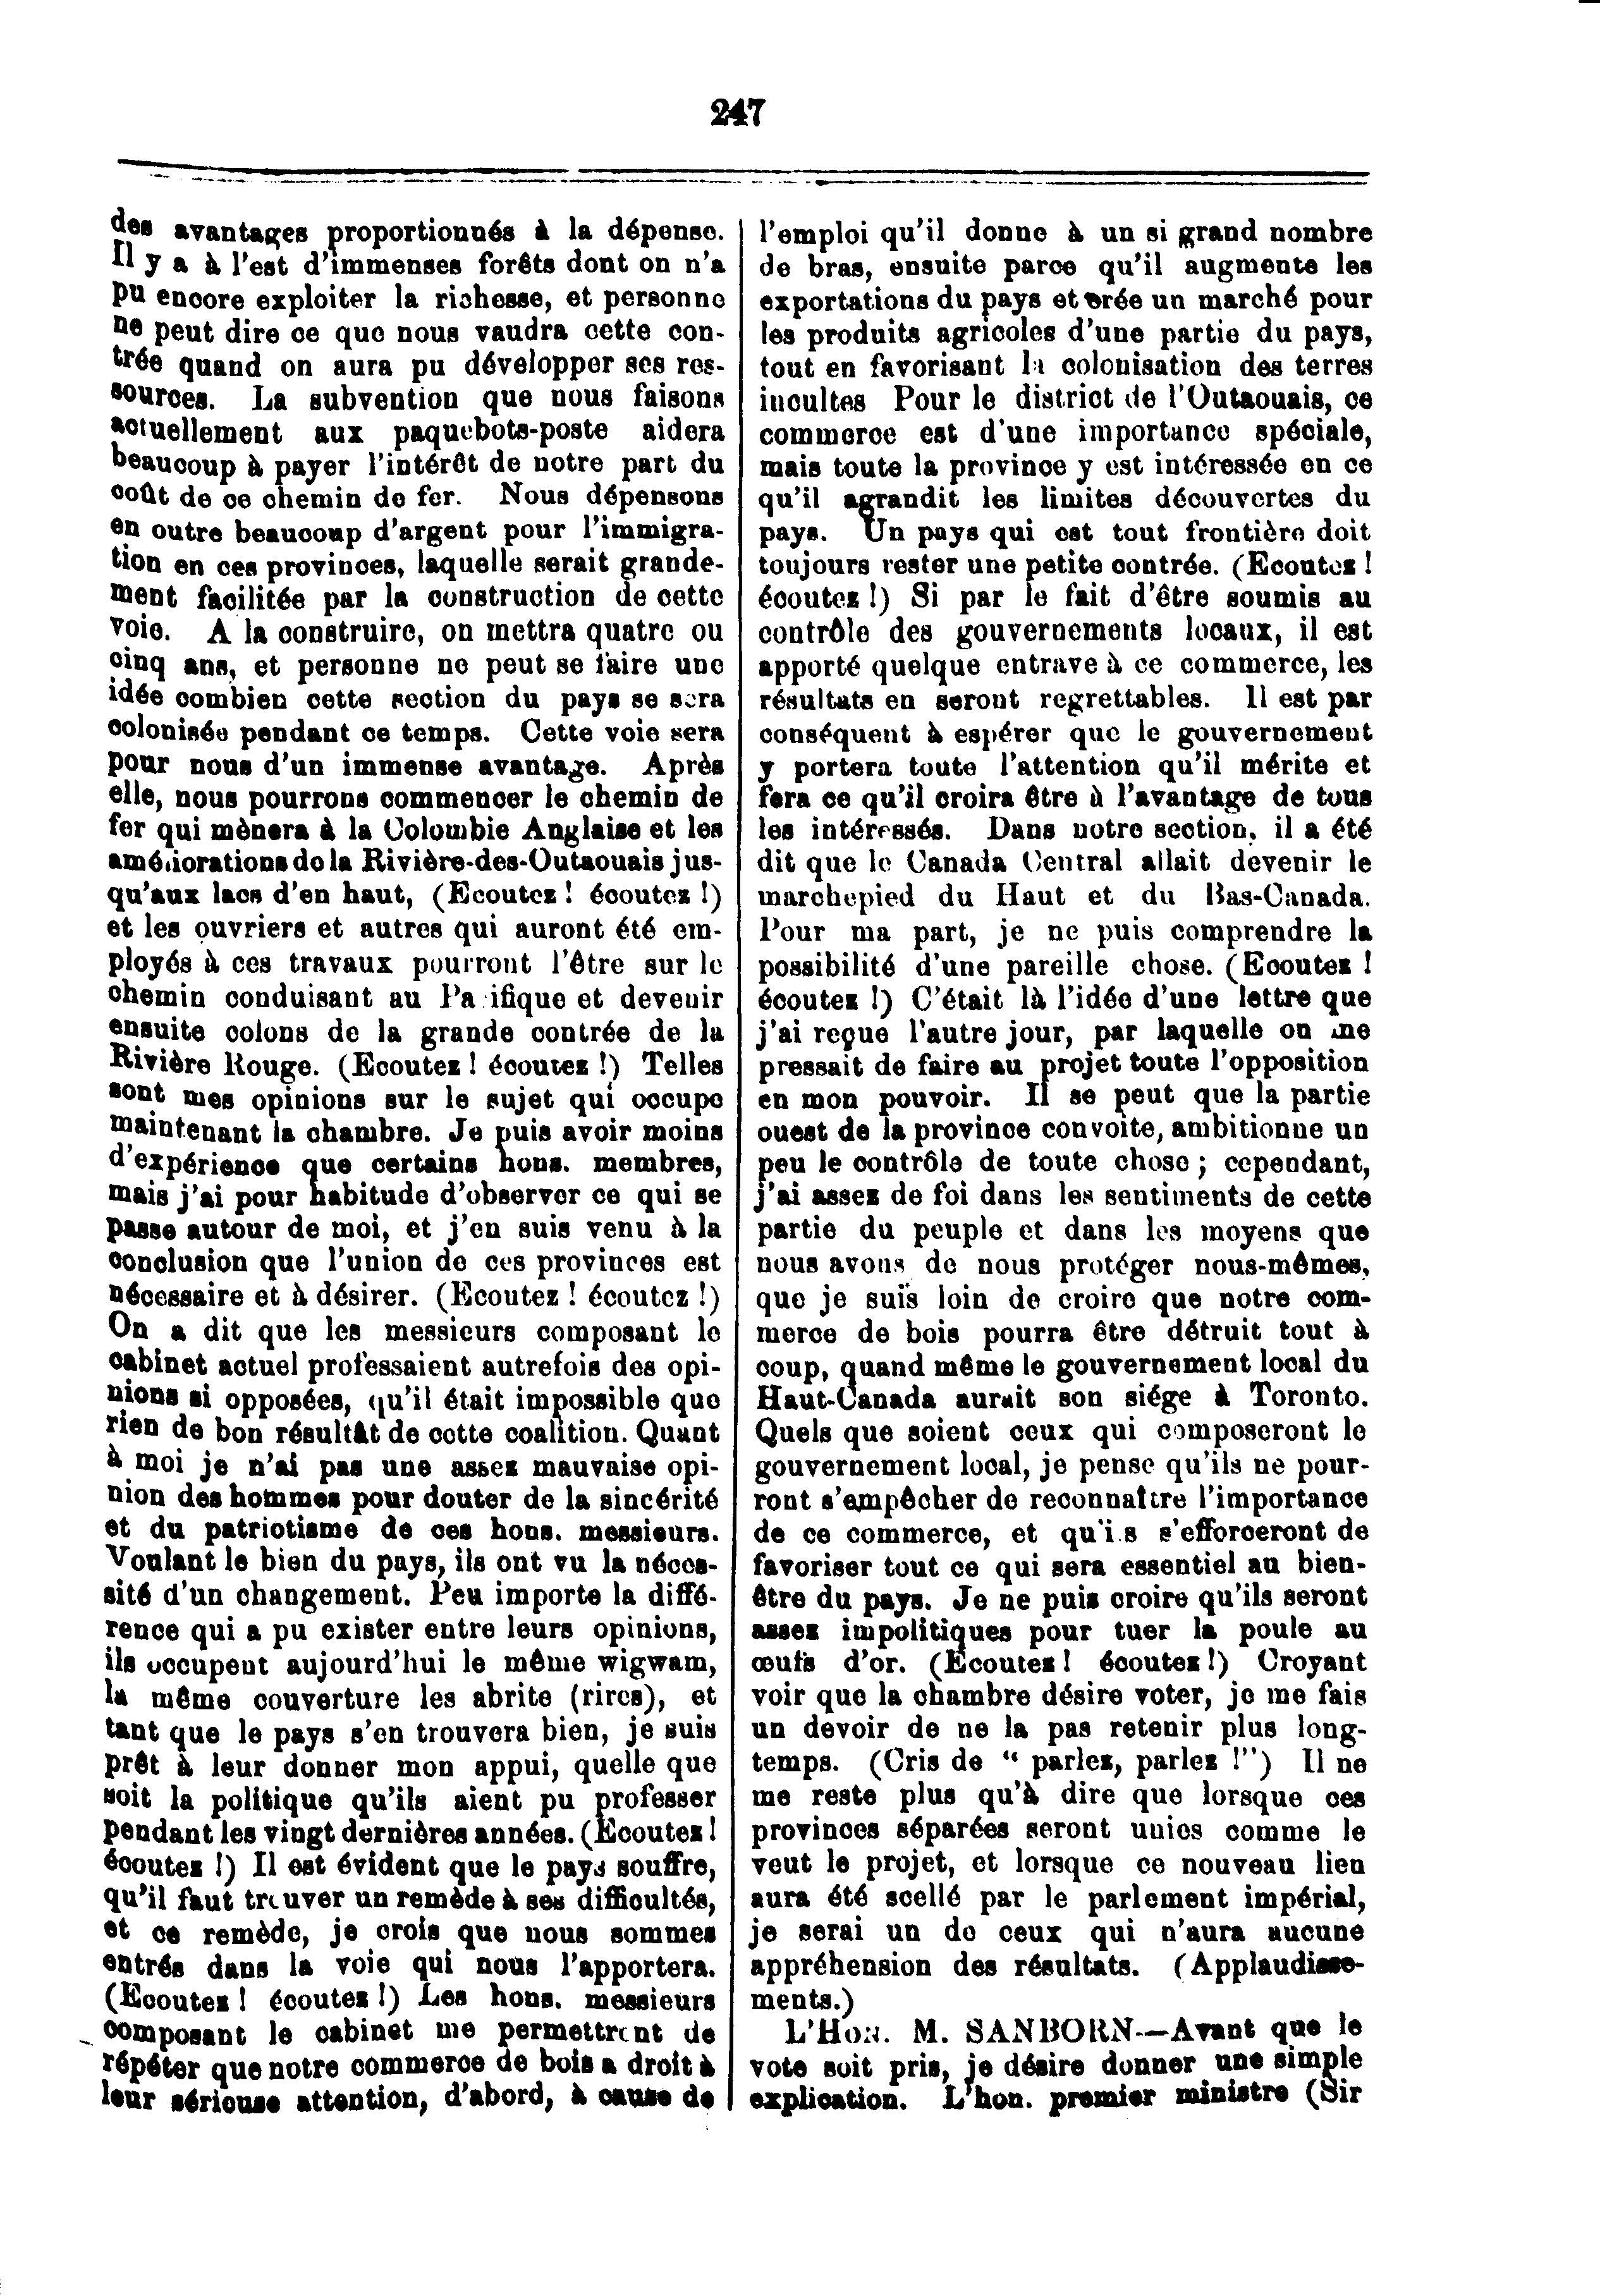 247
des avantages proportionnés à la dépense.
Il y a à l'est d'immenses forêts dont on n'a
pu encore exploiter la richesse, et personne
ne peut dire ce que nous vaudra cette con-
trée quand on aura pu développer ses res-
sources. La subvention que nous faisons
actuellement aux paquebots-poste aidera
beaucoup à payer l'intérêt de notre part du
coût de ce chemin de fer. Nous dépensons
en outre beaucoup d'argent pour l'immigra-
tion en ces provinces, laquelle serait grande-
ment facilitée par la construction de cette
voie. A la construire, on mettra quatre ou
cinq ans, et personne ne peut se faire une
idée combien cette section du pays se sera
colonisée pendant ce temps. Cette voie sera
pour nous d'un immense avantage. Après
elle, nous pourrons commencer le chemin de
fer qui mènera à la Colombie Anglaise et les
améliorations de la Rivière-des-Outaouais jus-
qu'aux lacs d'en haut, (Ecoutez ! écoutez !)
et les ouvriers et autres qui auront été em-
ployés à ces travaux pourront l'être sur le
chemin conduisant au Pacifique et devenir
ensuite colons de la grande contrée de la
Rivière Rouge. (Ecoutez ! écoutez !) Telles
sont mes opinions sur le sujet qui occupe
maintenant la chambre. Je puis avoir moins
d'expérience que certains hons. membres,
mais j'ai pour habitude d'observer ce qui se
passe autour de moi, et j'en suis venu à la
conclusion que l'union de ces provinces est
nécessaire et à désirer. (Ecoutez ! écoutez !)
On a dit que les messieurs composant le
cabinet actuel professaient autrefois des opi-
nions si opposées, qu'il était impossible que
rien de bon résultât de cette coalition. Quant
à moi je n'ai pas une assez mauvaise opi-
nion des hommes pour douter de la sincérité
et du patriotisme de ces hons. messieurs.
Voulant le bien du pays, ils ont vu la néces-
sité d'un changement. Peu importe la diffé-
rence qui a pu exister entre leurs opinions,
ils occupent aujourd'hui le même wigwam,
la même couverture les abrite (rires), et
tant que le pays s'en trouvera bien, je suis
prêt à leur donner mon appui, quelle que
soit la politique qu'ils aient pu professer
pendant les vingt dernières années. (Ecoutez !
écoutez !) Il est évident que le pays souffre,
qu'il faut trouver un remède à ses difficultés,
et ce remède, je crois que nous sommes
entrés dans la voie qui nous l'apportera.
(Ecoutez ! écoutez !) Les hons. messieurs
composant le cabinet me permettront de
répéter que notre commerce de bois a droit à
leur sérieuse attention, d'abord, à cause de
l'emploi qu'il donne à un si grand nombre
de bras, ensuite parce qu'il augmente les
exportations du pays et crée un marché pour
les produits agricoles d'une partie du pays,
tout en favorisant la colonisation des terres
incultes Pour le district de l'Outaouais, ce
commerce est d'une importance spéciale,
mais toute la province y est intéressée en ce
qu'il agrandit les limites découvertes du
pays. Un pays qui est tout frontière doit
toujours rester une petite contrée. (Ecoutez !
écoutez !) Si par le fait d'être soumis au
contrôle des gouvernements locaux, il est
apporté quelque entrave à ce commerce, les
résultats en seront regrettables. Il est par
conséquent à espérer que le gouvernement
y portera toute l'attention qu'il mérite et
fera ce qu'il croira être à l'avantage de tous
les intéressés. Dans notre section, il a été
dit que le Canada Central allait devenir le
marchepied du Haut et du Bas-Canada.
Pour ma part, je ne puis comprendre la
possibilité d'une pareille chose. (Ecoutez !
écoutez !) C'était là l'idée d'une lettre que
j'ai reçue l'autre jour, par laquelle on me
pressait de faire au projet toute l'opposition
en mon pouvoir. Il se peut que la partie
ouest de la province convoite, ambitionne un
peu le contrôle de toute chose ; cependant,
j'ai assez de foi dans les sentiments de cette
partie du peuple et dans les moyens que
nous avons de nous protéger nous-mêmes,
que je suis loin de croire que notre com-
merce de bois pourra être détruit tout à
coup, quand même le gouvernement local du
Haut-Canada aurait son siége à Toronto.
Quels que soient ceux qui composeront le
gouvernement local, je pense qu'ils ne pour-
ront s'empêcher de reconnaître l'importance
de ce commerce, et qu'ils s'efforceront de
favoriser tout ce qui sera essentiel au bien-
être du pays. Je ne puis croire qu'ils seront
assez impolitiques pour tuer la poule au
œufs d'or. (Ecoutez ! écoutez !) Croyant
voir que la chambre désire voter, je me fais
un devoir de ne la pas retenir plus long-
temps. (Cris de “ parlez, parlez !”) Il ne
me reste plus qu'à dire que lorsque ces
provinces séparées seront unies comme le
veut le projet, et lorsque ce nouveau lien
aura été scellé par le parlement impérial,
je serai un de ceux qui n'aura aucune
appréhension des résultats. (Applaudisse-
ments.)
L'HON. M. SANBORN—Avant que le
vote soit pris, je désire donner une simple
explication. L'hon. premier ministre (Sir